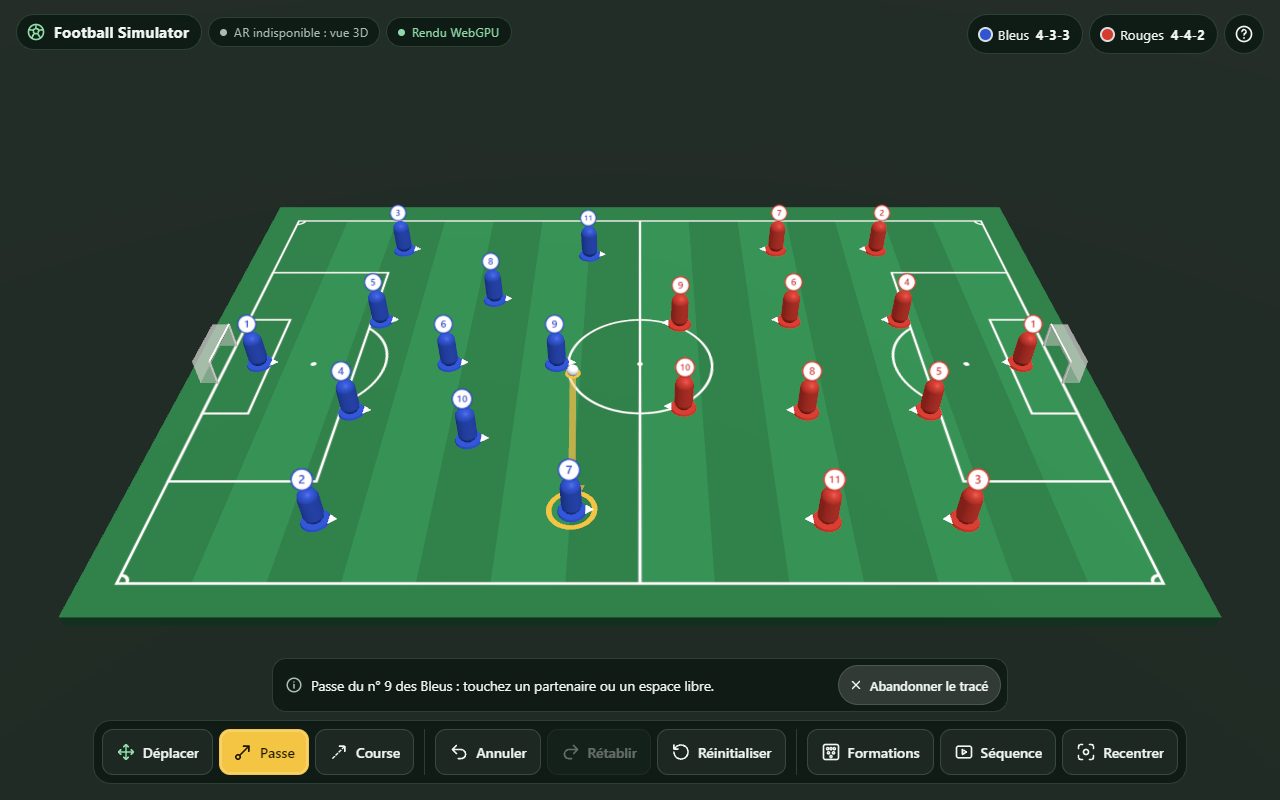 Football Simulator
AR indisponible : vue 3D
Rendu WebGPU
Bleus 4-3-3
Rouges 4-4-2
3
11
7
2
8
5
9
6
4
1
6
9
1
4
10
8
5
10
2
7
11
3
Passe du n° 9 des Bleus : touchez un partenaire ou un espace libre.
Abandonner le tracé
Déplacer
Passe
Course
Annuler
Rétablir
Réinitialiser
Formations
Séquence
Recentrer